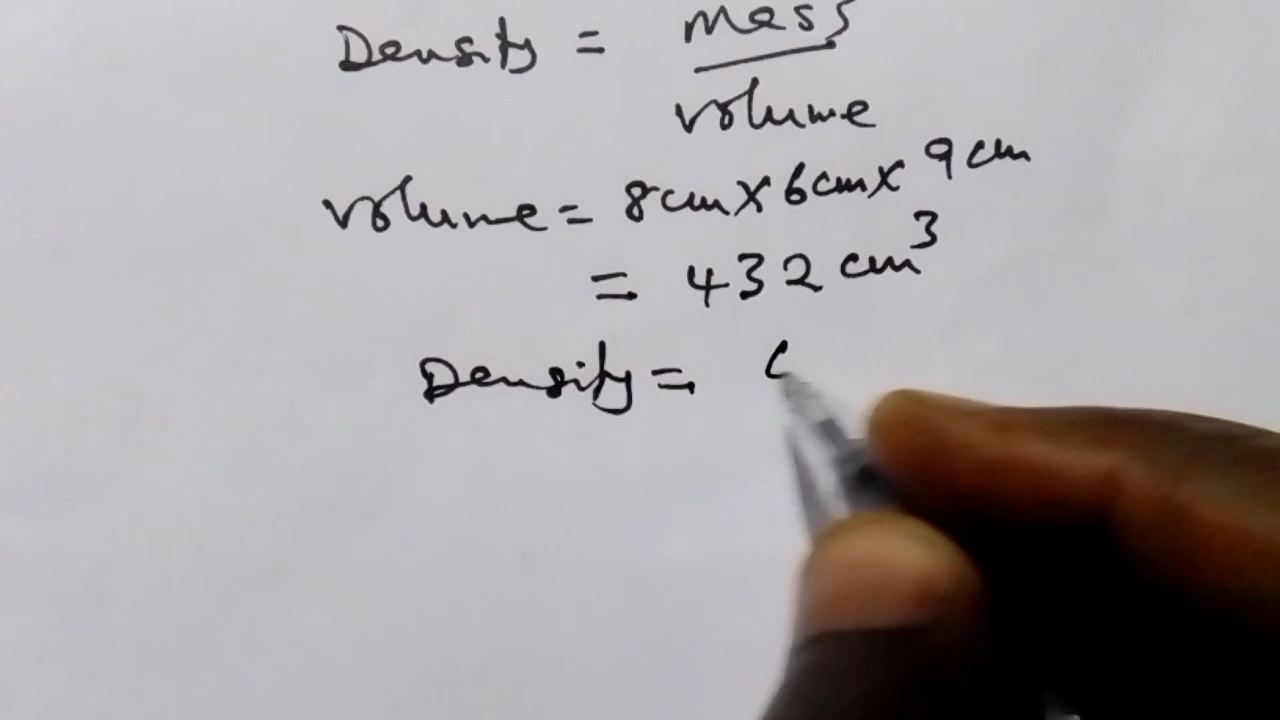 Density = mass
volume
volume = 8cm x 6cm x 9cm
= 432 cm³
Density =